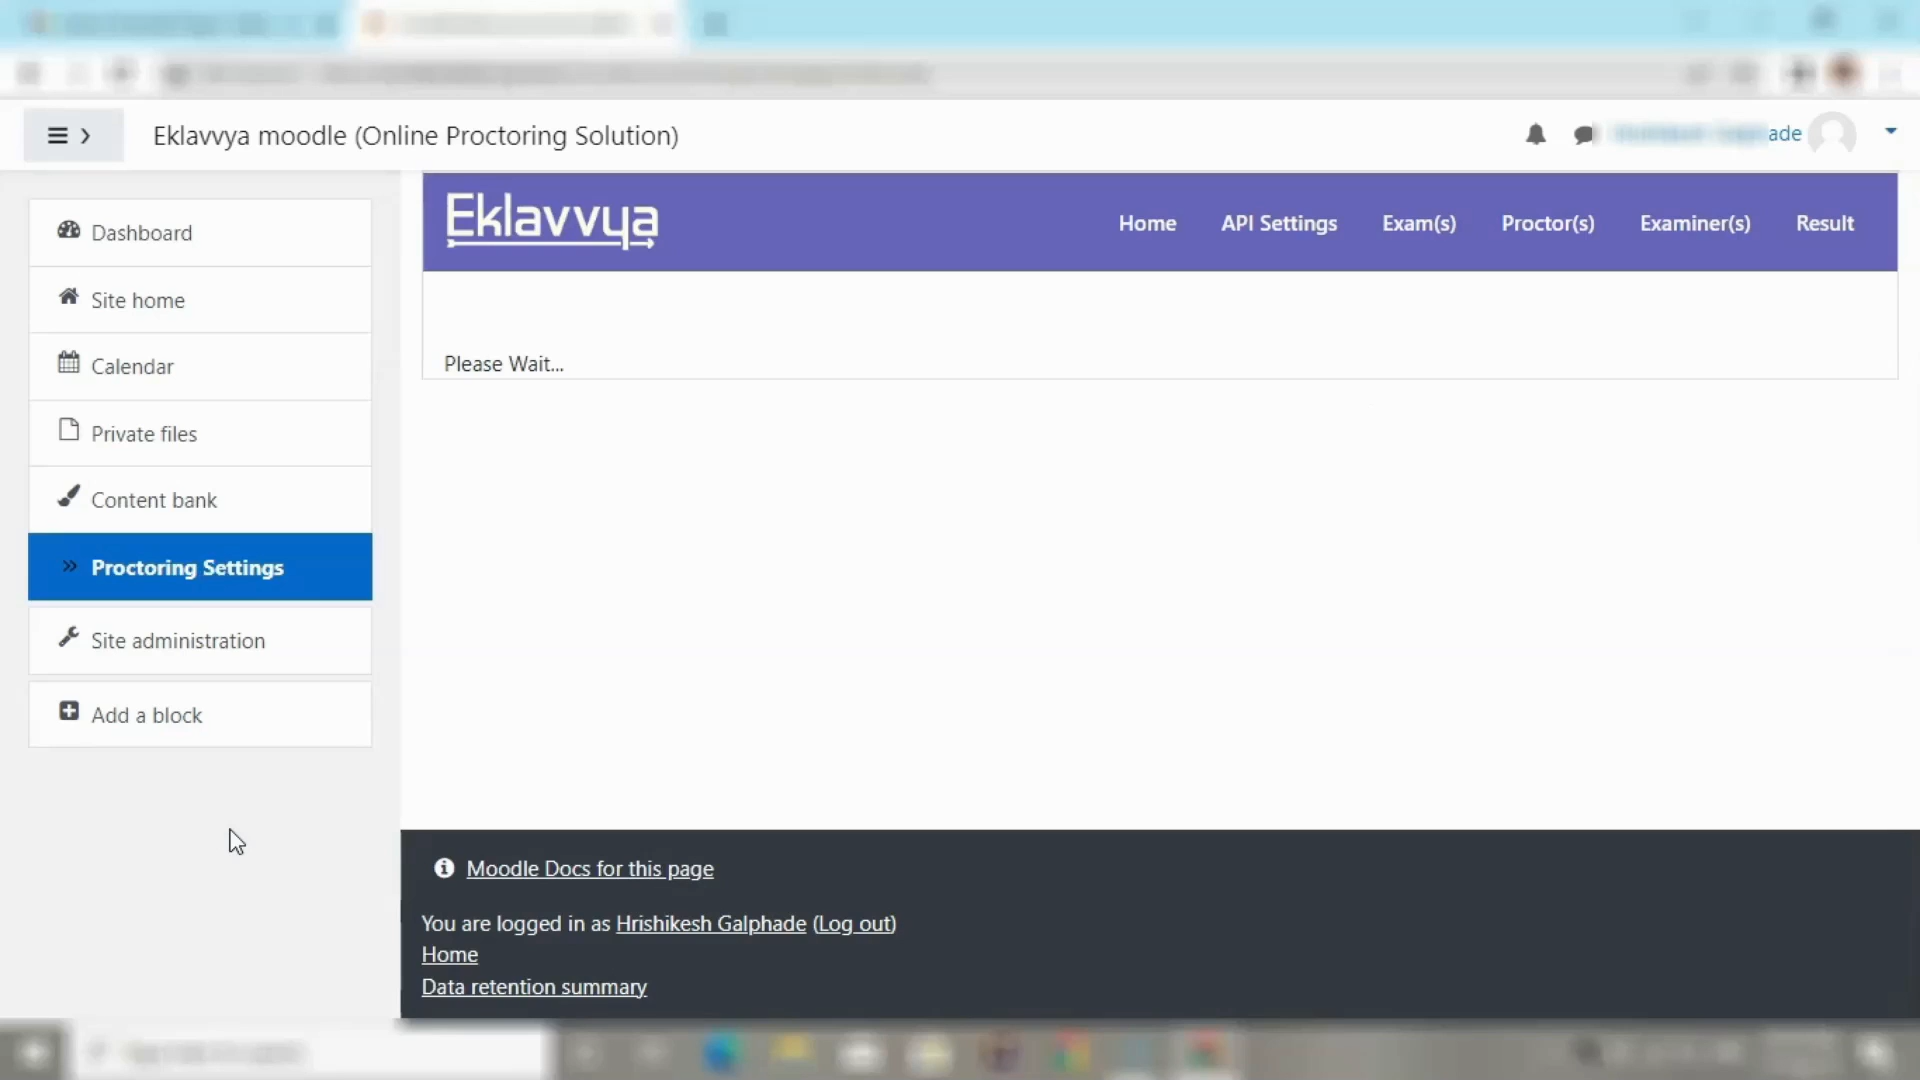 Eklavvya moodle (Online Proctoring Solution)
ade
Dashboard
Site home
Calendar
Private files
Content bank
Proctoring Settings
Site administration
Add a block
Eklavvya
Home API Settings Exam(s) Proctor(s) Examiner(s) Result
Please Wait...
Moodle Docs for this page
You are logged in as Hrishikesh Galphade (Log out)
Home
Data retention summary